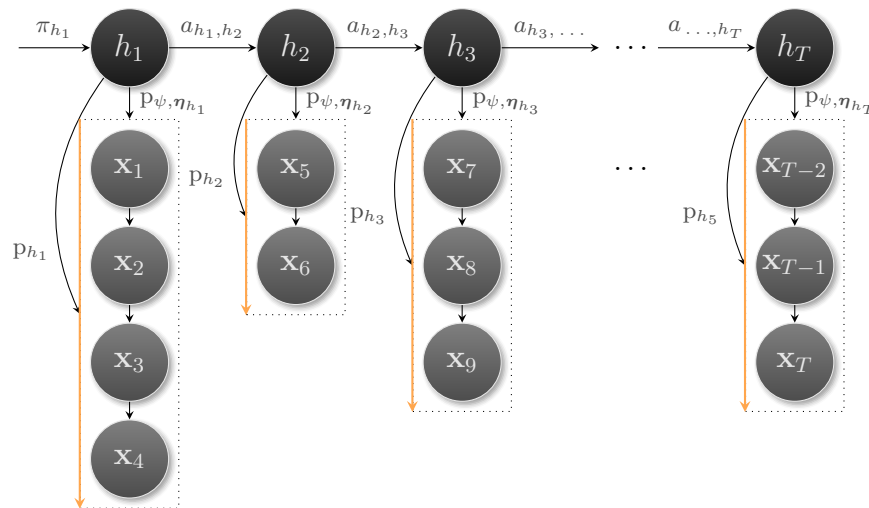 π_{h_1} h_1 a_{h_1,h_2} h_2 a_{h_2,h_3} h_3 a_{h_3,...} ... a_{...,h_T} h_T
p_{ψ,η_{h_1}} p_{ψ,η_{h_2}} p_{ψ,η_{h_3}} p_{ψ,η_{h_T}}
x_1 x_5 x_7 ... x_{T−2}
p_{h_2} p_{h_3} p_{h_5}
p_{h_1} x_2 x_6 x_8 x_{T−1}
x_3 x_9 x_T
x_4